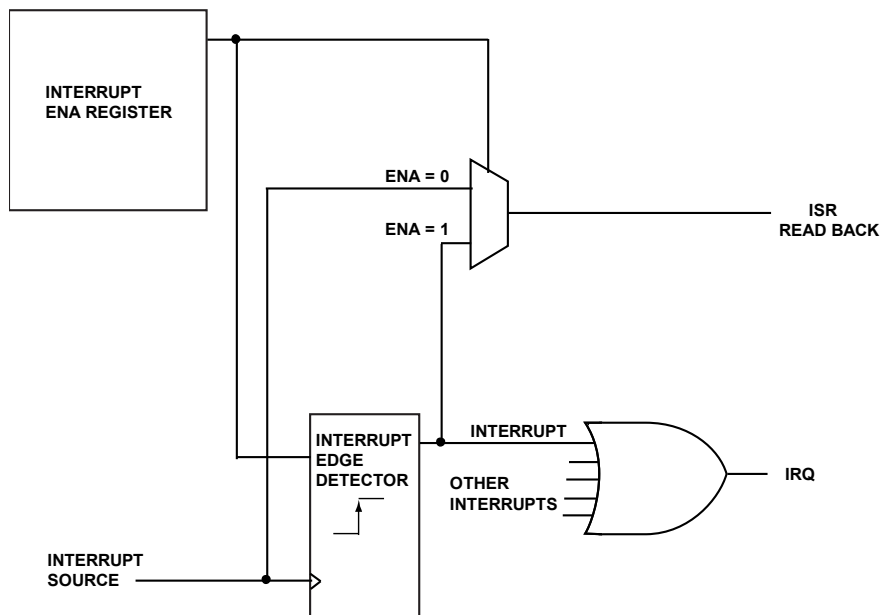 INTERRUPT
ENA REGISTER
ENA = 0
ENA = 1
ISR
READ BACK
INTERRUPT
EDGE
DETECTOR
INTERRUPT
OTHER
INTERRUPTS
IRQ
INTERRUPT
SOURCE